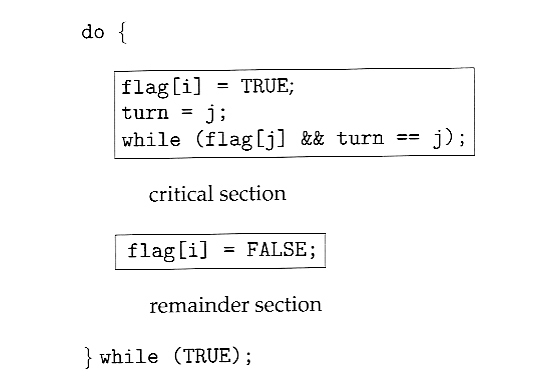 do {
flag[i] = TRUE;
turn = j;
while (flag[j] && turn == j);
critical section
flag[i] = FALSE;
remainder section
} while (TRUE);